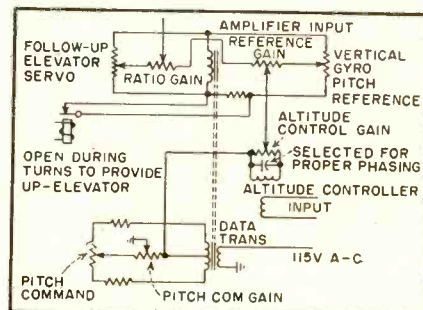 AMPLIFIER INPUT
FOLLOW-UP
ELEVATOR
SERVO
RATIO GAIN
REFERENCE
GAIN
VERTICAL
GYRO
PITCH
REFERENCE
ALTITUDE
CONTROL GAIN
SELECTED FOR
PROPER PHASING
OPEN DURING
TURNS TO PROVIDE
UP-ELEVATOR
ALTITUDE CONTROLLER
INPUT
DATA
TRANS
115V A-C
PITCH
COMMAND
PITCH COM GAIN